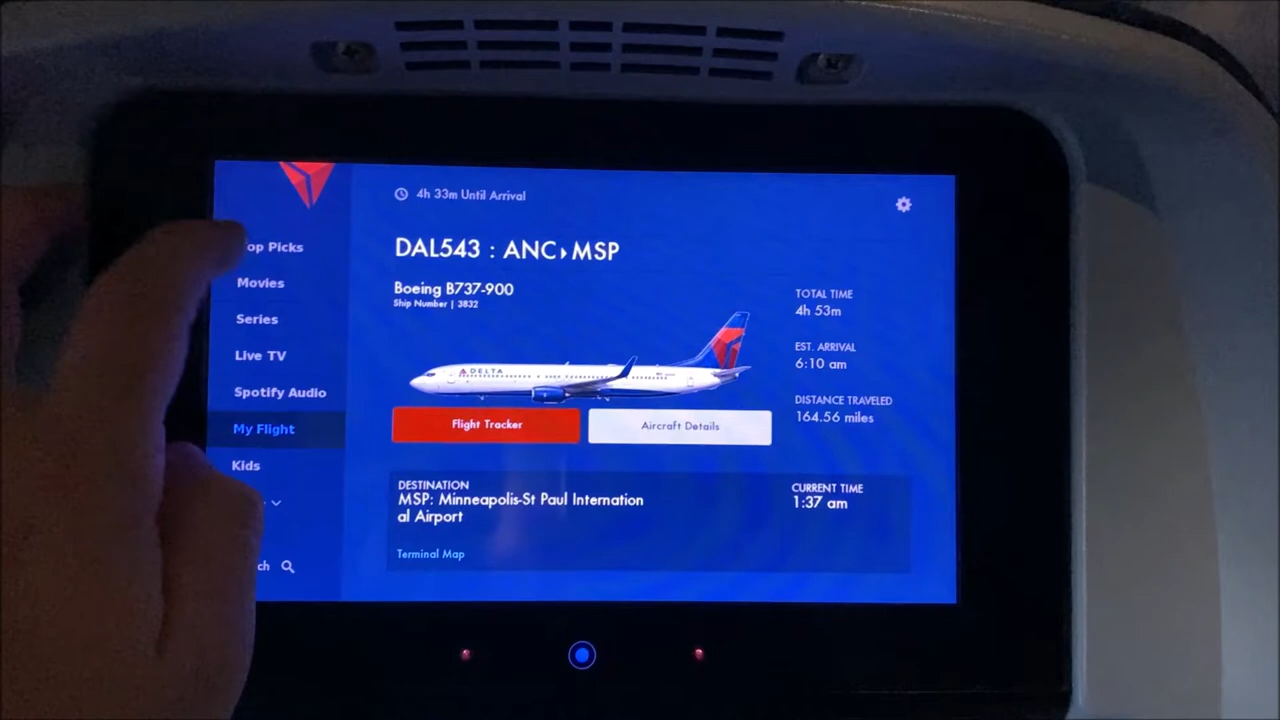 4h 33m Until Arrival
DAL543 : ANC▸MSP
Boeing B737-900
Ship Number | 3832
DELTA
Flight Tracker
Aircraft Details
TOTAL TIME
4h 53m
EST. ARRIVAL
6:10 am
DISTANCE TRAVELED
164.56 miles
DESTINATION
MSP: Minneapolis-St Paul Internation
al Airport
Terminal Map
CURRENT TIME
1:37 am
op Picks
Movies
Series
Live TV
Spotify Audio
My Flight
Kids
ch